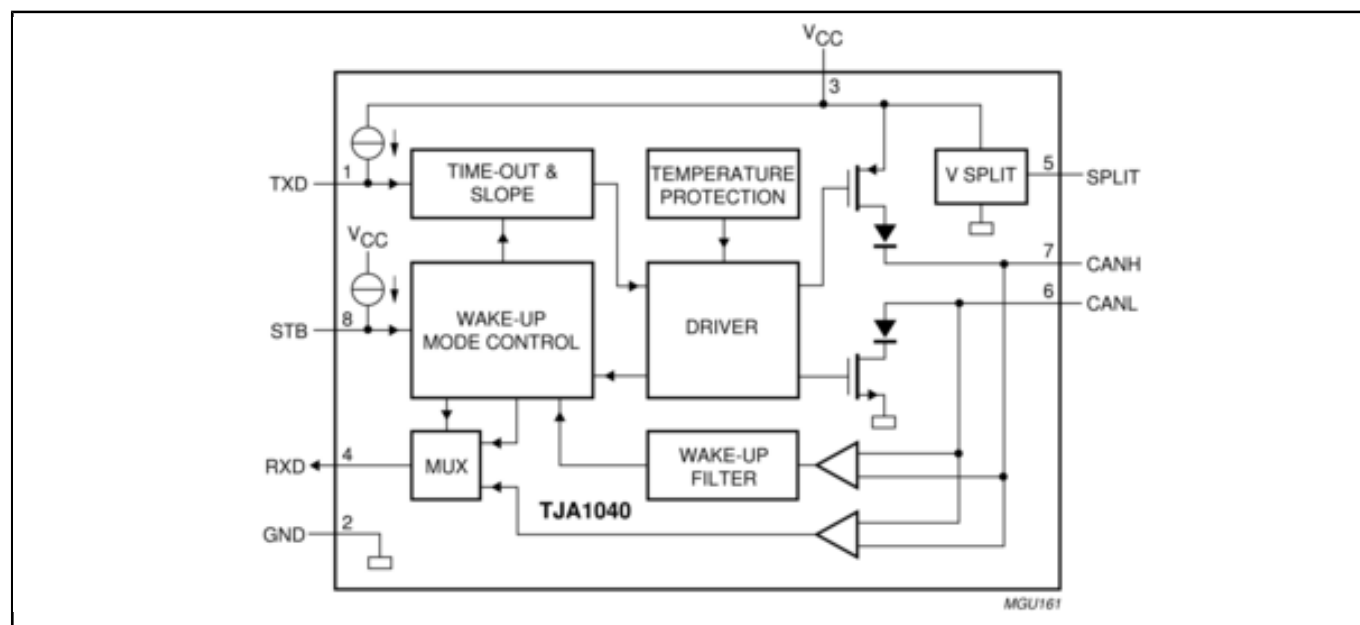 VCC
3
1
TXD
TIME-OUT &
SLOPE
TEMPERATURE
PROTECTION
V SPLIT
5
SPLIT
VCC
7
CANH
6
CANL
8
STB
WAKE-UP
MODE CONTROL
DRIVER
4
RXD
MUX
WAKE-UP
FILTER
TJA1040
2
GND
MGU161